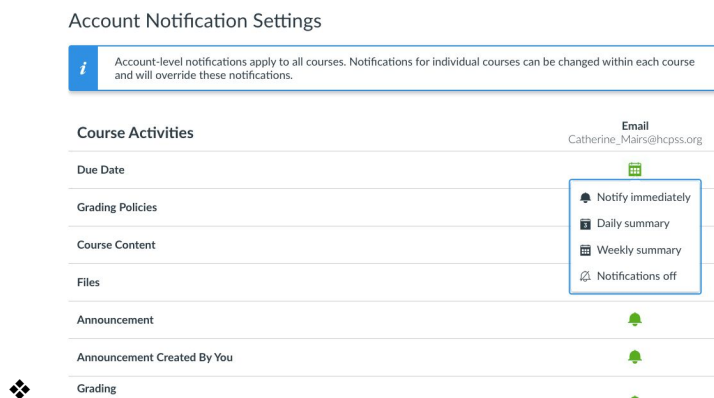 Account Notification Settings
i
Account-level notifications apply to all courses. Notifications for individual courses can be changed within each course
and will override these notifications.
Course Activities
Email
Catherine_Mairs@hcpss.org
Due Date
Notify immediately
Grading Policies
3 Daily summary
Course Content
Weekly summary
Notifications off
Files
Announcement
Announcement Created By You
Grading